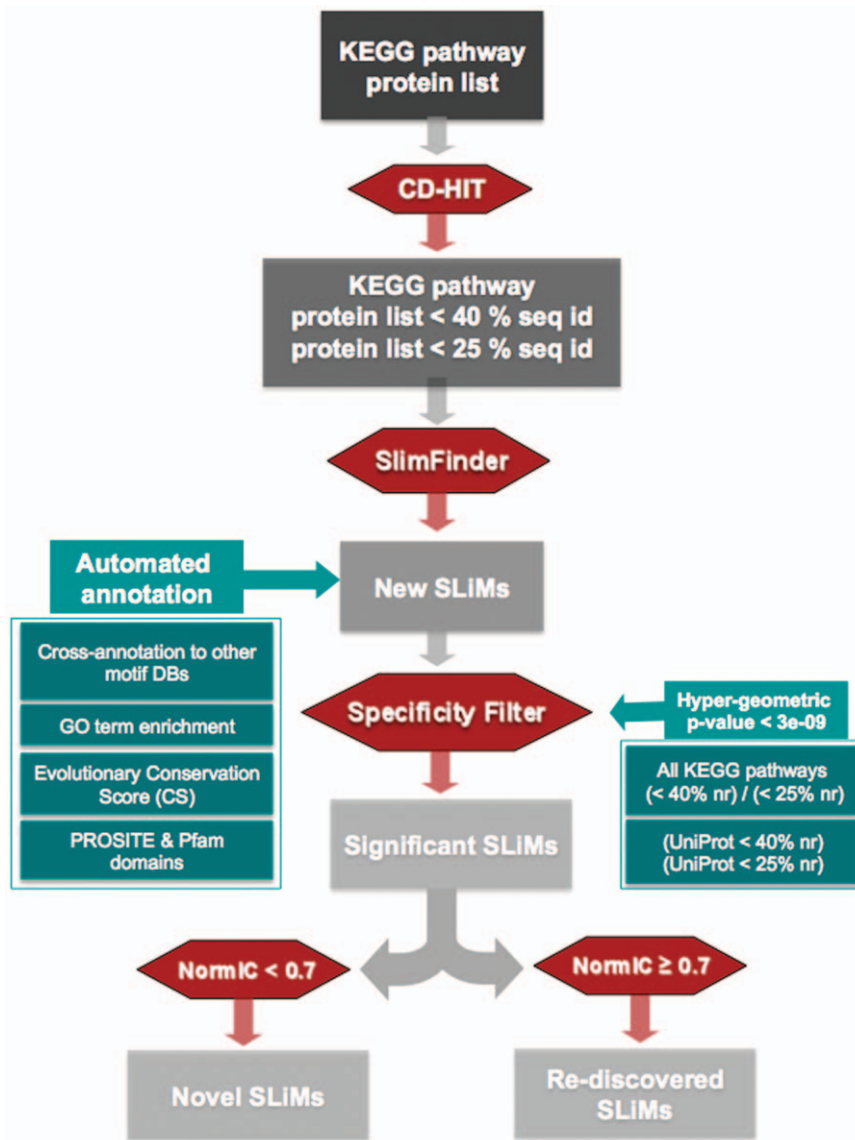 KEGG pathway
protein list
CD-HIT
KEGG pathway
protein list < 40 % seq id
protein list < 25 % seq id
SlimFinder
Automated
annotation
New SLiMs
Cross-annotation to other
motif DBs
GO term enrichment
Evolutionary Conservation
Score (CS)
PROSITE & Pfam
domains
Specificity Filter
Hyper-geometric
p-value < 3e-09
All KEGG pathways
(< 40% nr) / (< 25% nr)
(UniProt < 40% nr)
(UniProt < 25% nr)
Significant SLiMs
NormIC < 0.7
NormIC ≥ 0.7
Novel SLiMs
Re-discovered
SLiMs